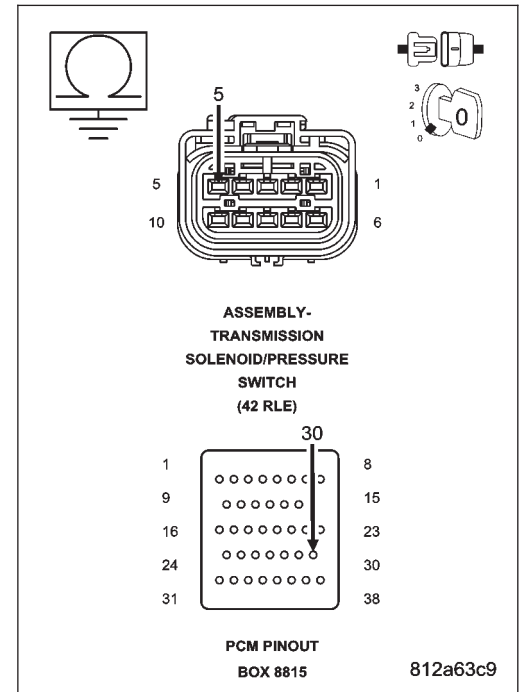 3
2
1
0
5
5 1
10 6
ASSEMBLY-
TRANSMISSION
SOLENOID/PRESSURE
SWITCH
(42 RLE)
30
1 8
9 15
16 23
24 30
31 38
PCM PINOUT
BOX 8815
812a63c9